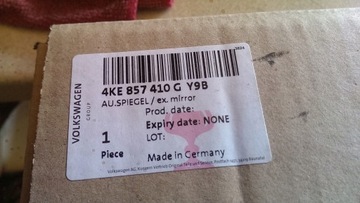 VOLKSWAGEN
GROUP
4KE 857 410 G Y9B
AU.SPIEGEL / ex. mirror
Prod. date:
Expiry date: NONE
1 LOT:
Piece Made in Germany